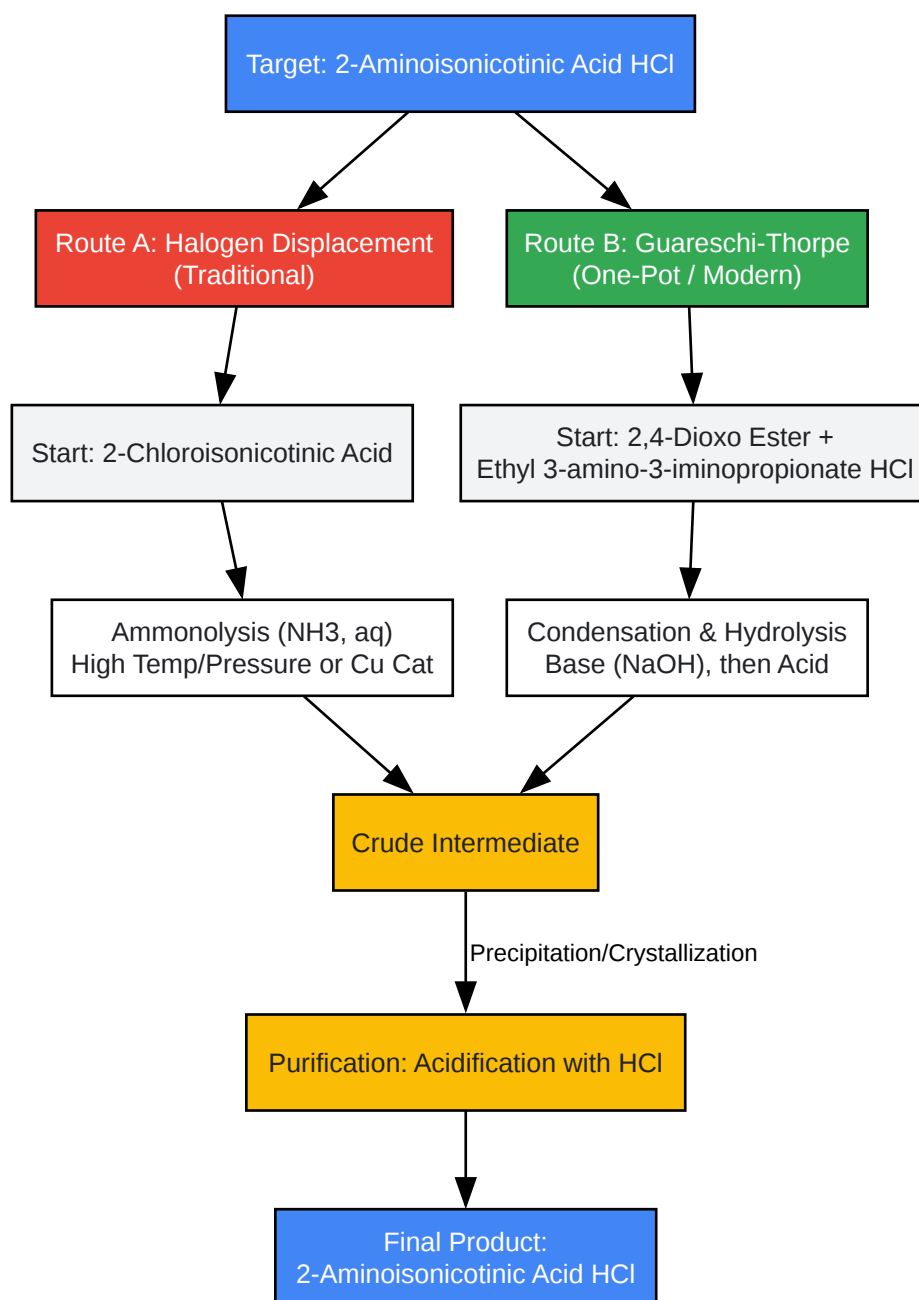 Target: 2-Aminoisonicotinic Acid HCl
Route A: Halogen Displacement
(Traditional)
Route B: Guareschi-Thorpe
(One-Pot / Modern)
Start: 2-Chloroisonicotinic Acid
Start: 2,4-Dioxo Ester +
Ethyl 3-amino-3-iminopropionate HCl
Ammonolysis (NH3, aq)
High Temp/Pressure or Cu Cat
Condensation & Hydrolysis
Base (NaOH), then Acid
Crude Intermediate
Precipitation/Crystallization
Purification: Acidification with HCl
Final Product:
2-Aminoisonicotinic Acid HCl